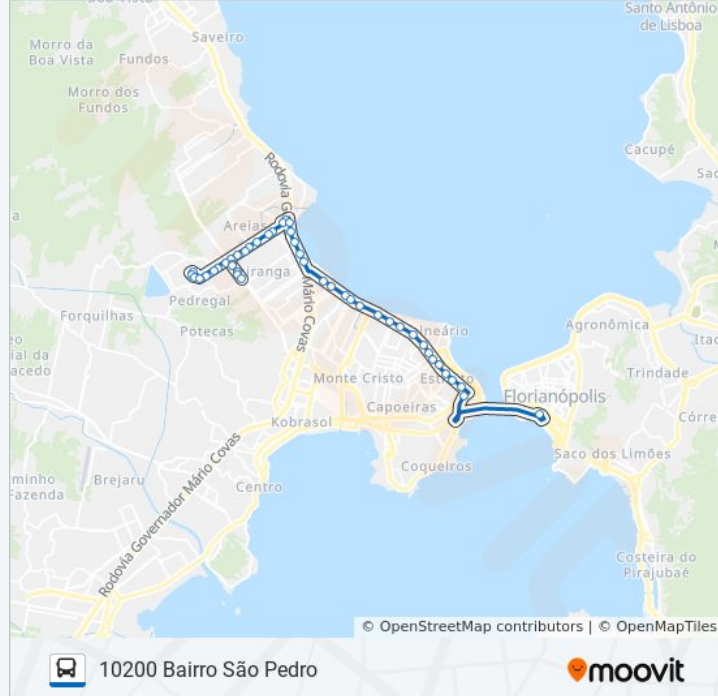 Santo Antônio
de Lisboa
Saveiro
Morro da
Boa Vista
Fundos
Morro dos
Fundos
Cacupé
Rodovia G
Areias
Pedregal
Forquilhas
Potecas
Mário Covas
Agronômica
Monte Cristo
Trindade
Florianópolis
Capoeiras
Kobrasol
Saco dos Limões
Coqueiros
Brejaru
Centro
Fazenda
Rodovia Governador Mário Covas
Costeira do
Pirajubaé
© OpenStreetMap contributors | © OpenMapTiles
10200 Bairro São Pedro
moovit